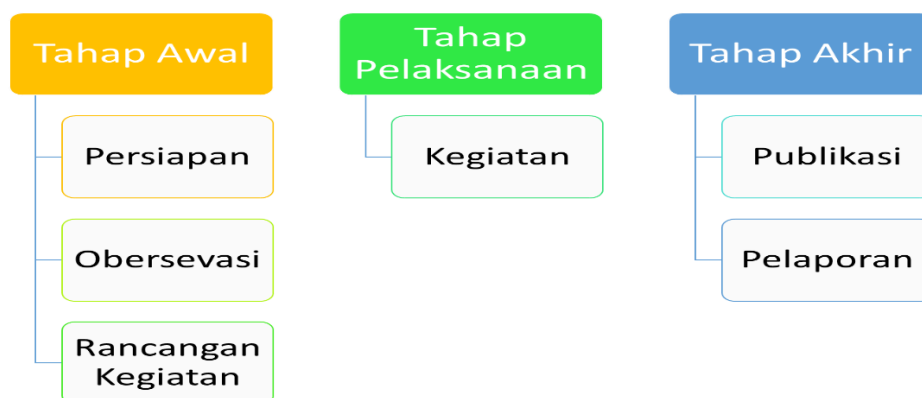 Tahap Awal
Persiapan
Obersevasi
Rancangan
Kegiatan
Tahap
Pelaksanaan
Kegiatan
Tahap Akhir
Publikasi
Pelaporan